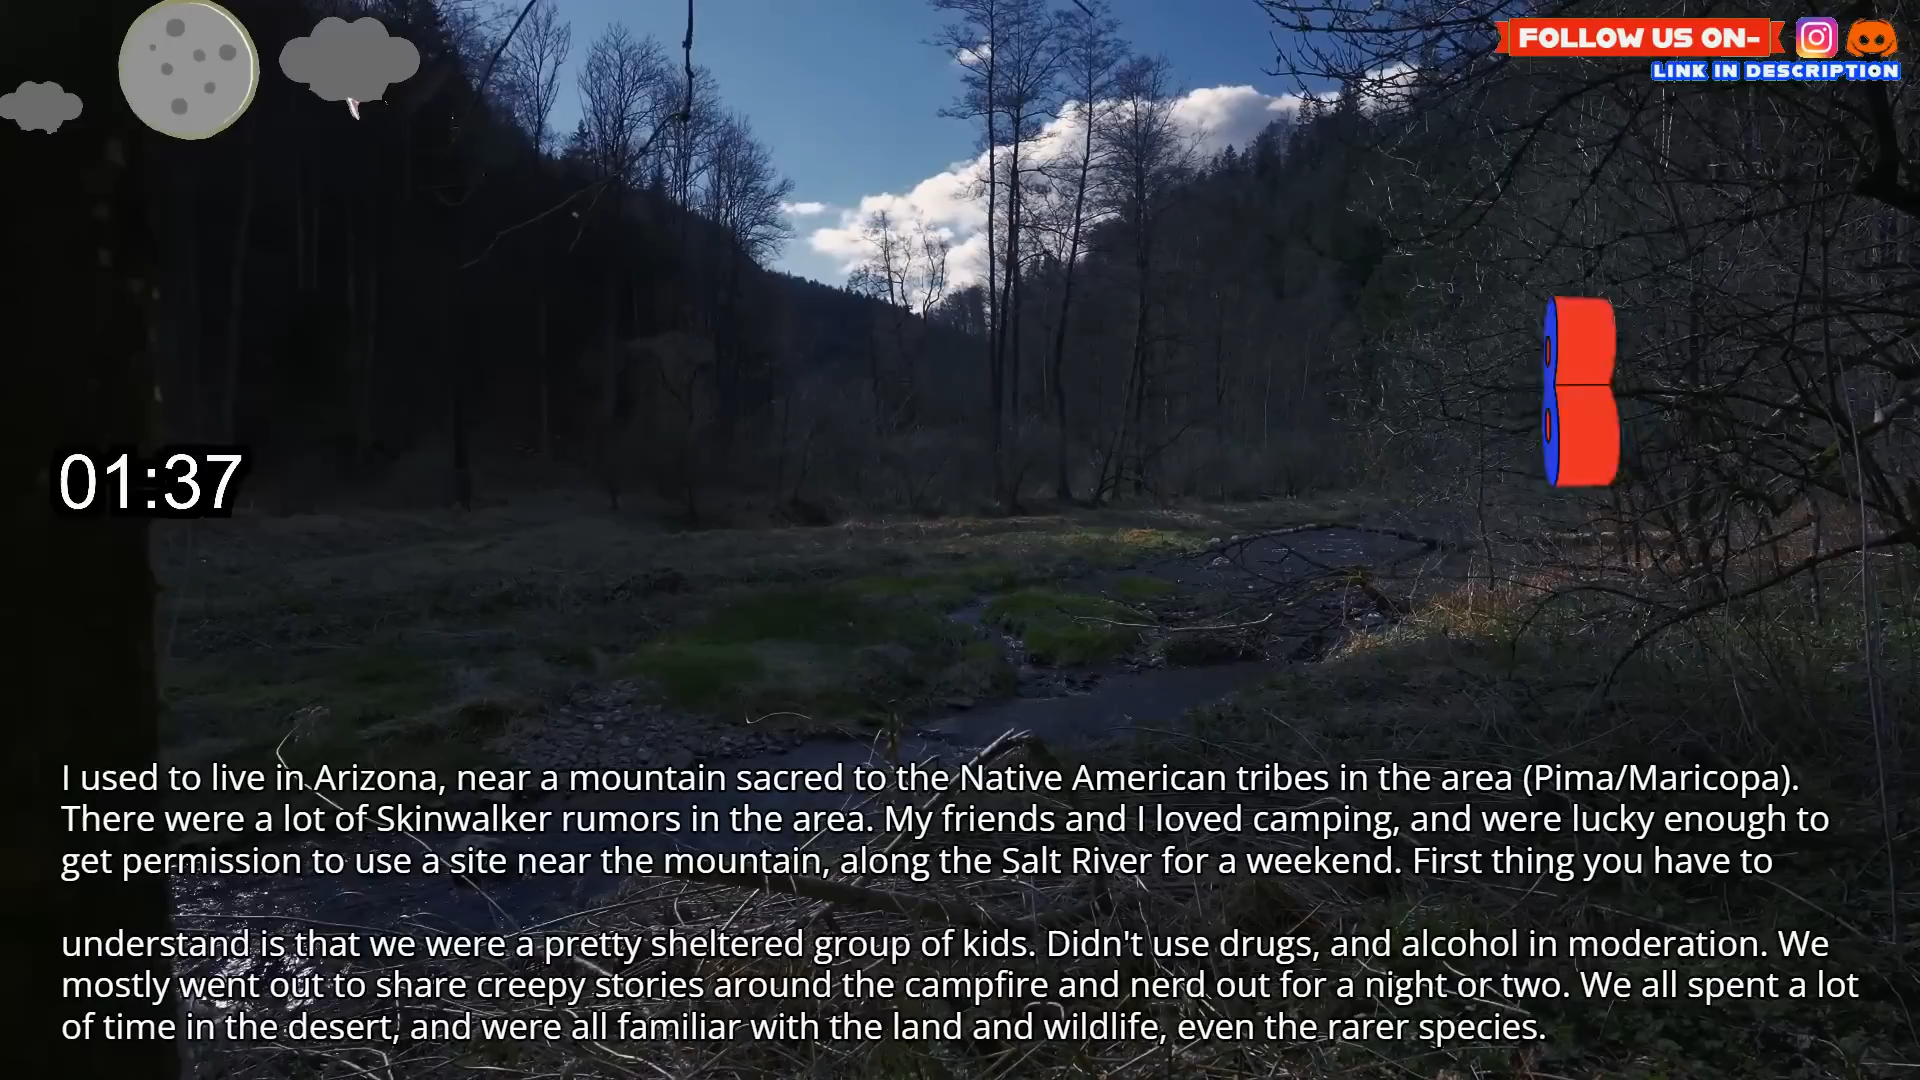 FOLLOW US ON-
LINK IN DESCRIPTION
01:37
I used to live in Arizona, near a mountain sacred to the Native American tribes in the area (Pima/Maricopa).
There were a lot of Skinwalker rumors in the area. My friends and I loved camping, and were lucky enough to
get permission to use a site near the mountain, along the Salt River for a weekend. First thing you have to
understand is that we were a pretty sheltered group of kids. Didn't use drugs, and alcohol in moderation. We
mostly went out to share creepy stories around the campfire and nerd out for a night or two. We all spent a lot
of time in the desert, and were all familiar with the land and wildlife, even the rarer species.